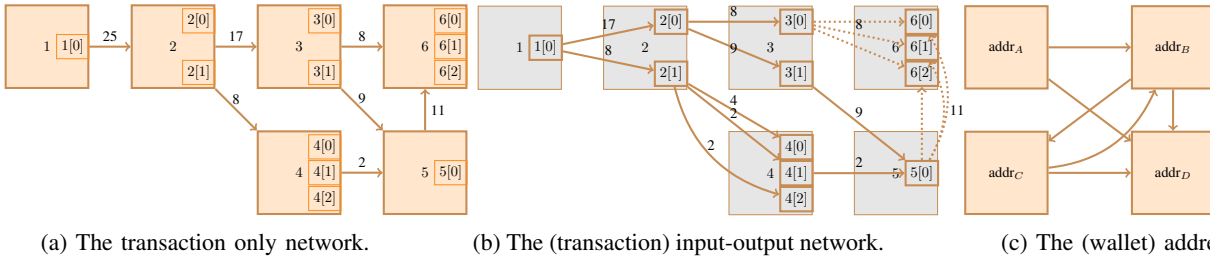 1 1[0] 25 2 2[0] 2[1] 17 3 3[0] 3[1] 8 6 6[0] 6[1] 6[2]
8 9 11
4 4[0] 4[1] 4[2] 2 5 5[0]
(a) The transaction only network.
1 1[0] 17 8 2 2[0] 2[1] 8 9 3 3[0] 3[1] 8 6 6[0] 6[1] 6[2]
4 2 2 9 11
4 4[0] 4[1] 4[2] 2 5 5[0]
(b) The (transaction) input-output network.
addrA addrB
addrC addrD
(c) The (wallet) addre